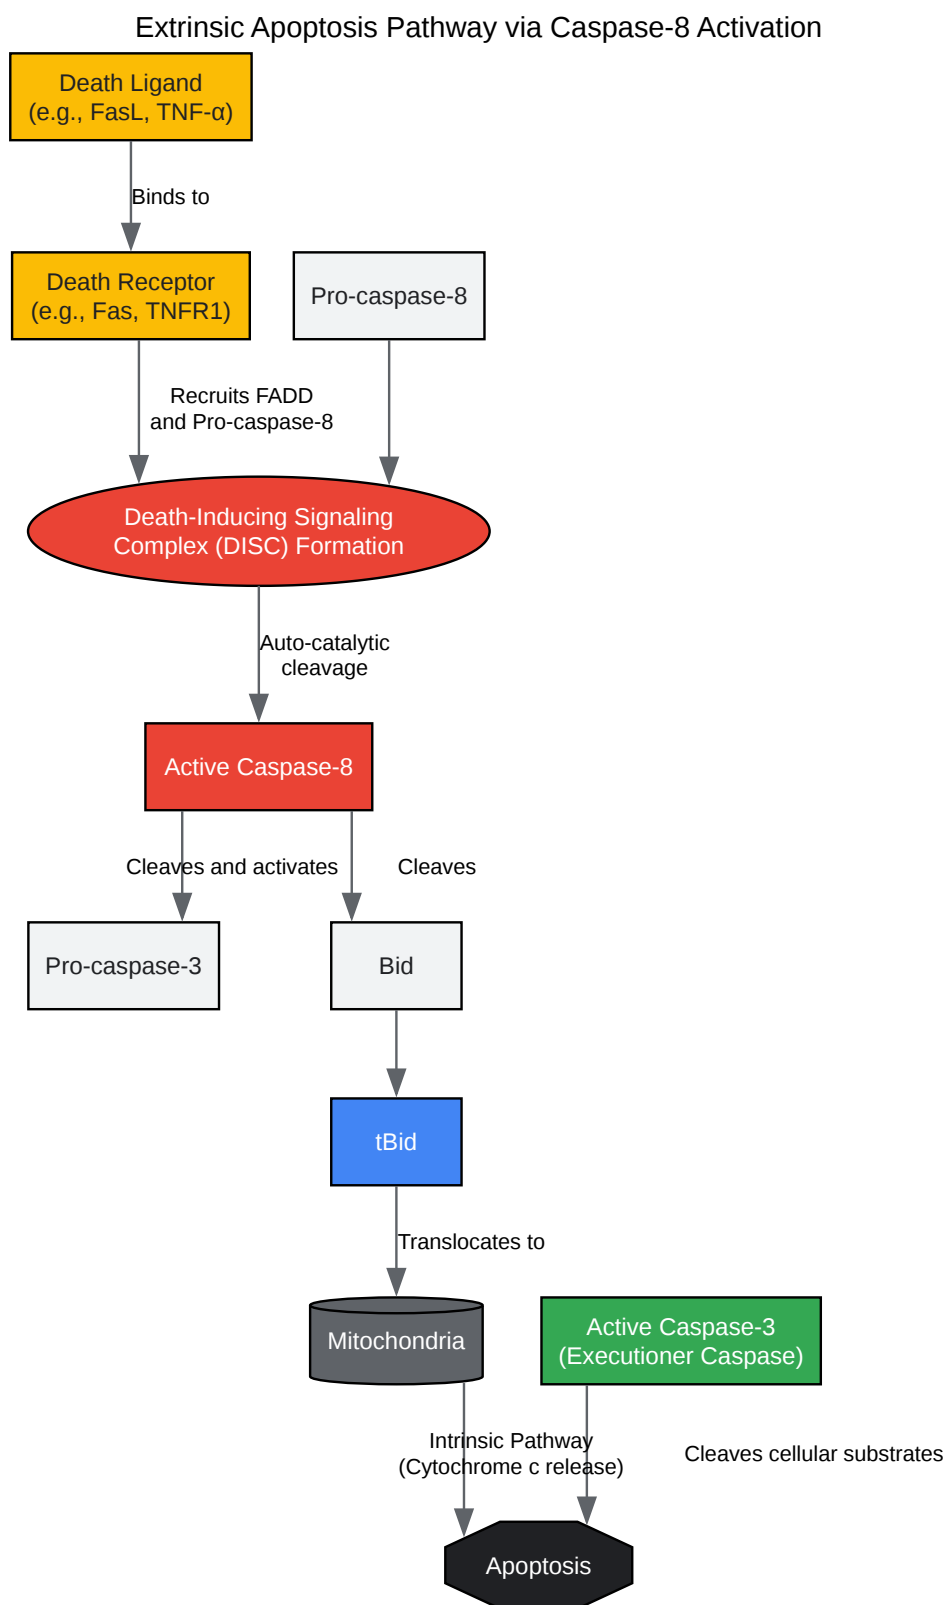 Extrinsic Apoptosis Pathway via Caspase-8 Activation
Death Ligand
(e.g., FasL, TNF-α)
Binds to
Death Receptor
(e.g., Fas, TNFR1)
Pro-caspase-8
Recruits FADD
and Pro-caspase-8
Death-Inducing Signaling
Complex (DISC) Formation
Auto-catalytic
cleavage
Active Caspase-8
Cleaves and activates
Cleaves
Pro-caspase-3
Bid
tBid
Translocates to
Mitochondria
Active Caspase-3
(Executioner Caspase)
Intrinsic Pathway
(Cytochrome c release)
Cleaves cellular substrates
Apoptosis